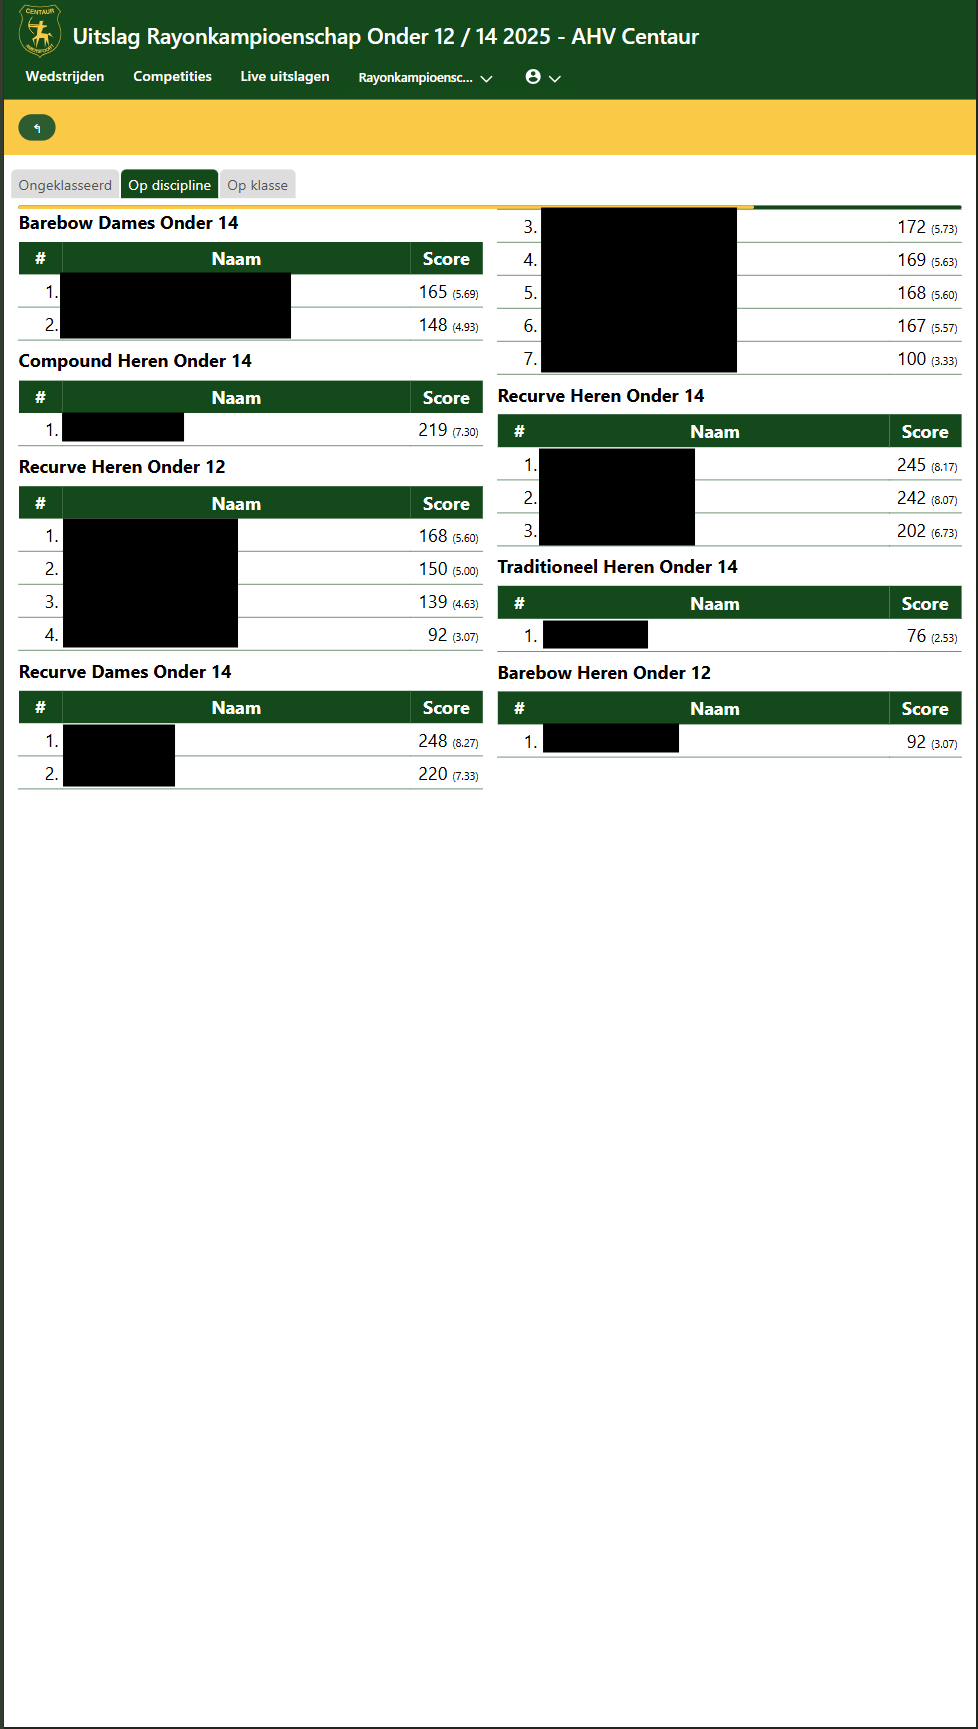 CENTAUR
Uitslag Rayonkampioenschap Onder 12 / 14 2025 - AHV Centaur
Wedstrijden Competities Live uitslagen Rayonkampioensc...
Ongeklasseerd Op discipline Op klasse
Barebow Dames Onder 14
# Naam Score
1. 165 (5.69)
2. 148 (4.93)
Compound Heren Onder 14
# Naam Score
1. 219 (7.30)
Recurve Heren Onder 12
# Naam Score
1. 168 (5.60)
2. 150 (5.00)
3. 139 (4.63)
4. 92 (3.07)
Recurve Dames Onder 14
# Naam Score
1. 248 (8.27)
2. 220 (7.33)
3. 172 (5.73)
4. 169 (5.63)
5. 168 (5.60)
6. 167 (5.57)
7. 100 (3.33)
Recurve Heren Onder 14
# Naam Score
1. 245 (8.17)
2. 242 (8.07)
3. 202 (6.73)
Traditioneel Heren Onder 14
# Naam Score
1. 76 (2.53)
Barebow Heren Onder 12
# Naam Score
1. 92 (3.07)